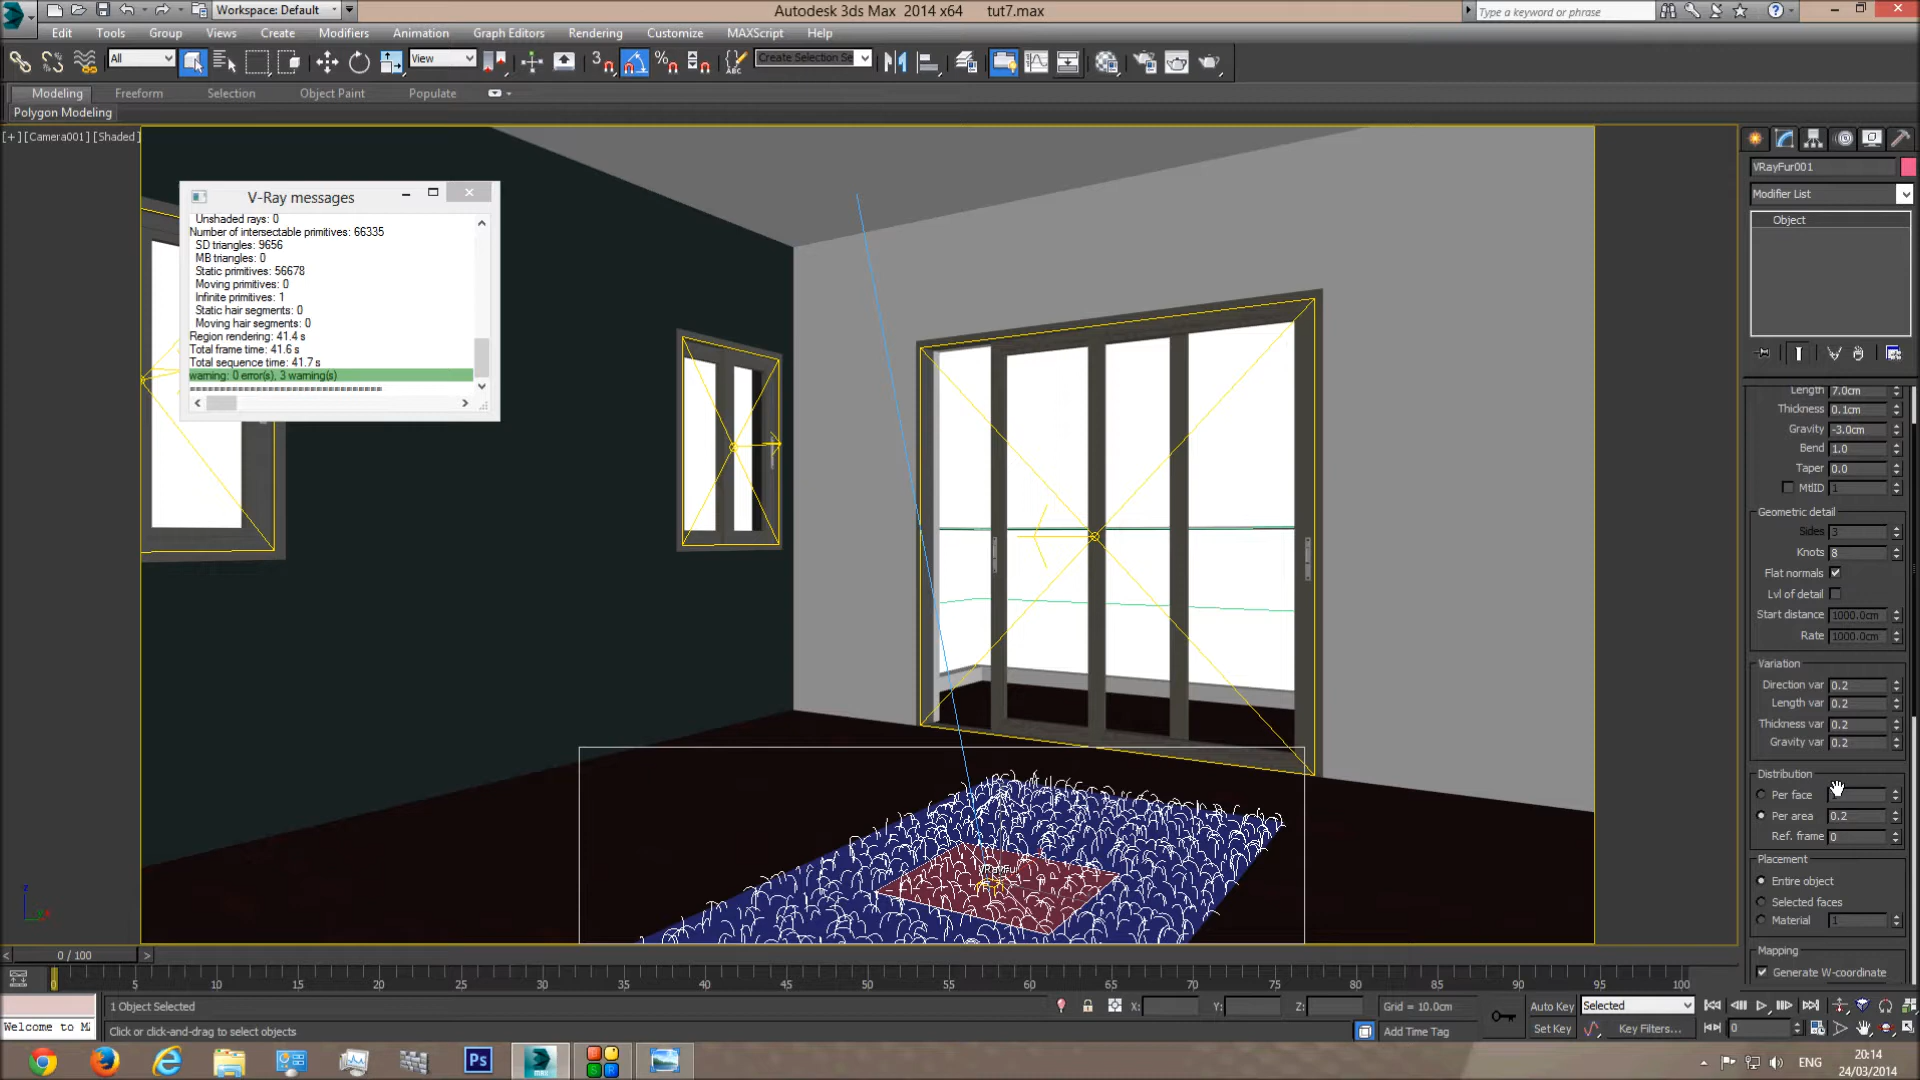 Workspace: Default
Autodesk 3ds Max 2014 x64 tut7.max
Type a keyword or phrase
Edit Tools Group Views Create Modifiers Animation Graph Editors Rendering Customize MAXScript Help
All View Create Selection Se
Modeling Freeform Selection Object Paint Populate
Polygon Modeling
[+] [Camera001] [Shaded]
V-Ray messages
Unshaded rays: 0
Number of intersectable primitives: 66335
SD triangles: 9656
MB triangles: 0
Static primitives: 56678
Moving primitives: 0
Infinite primitives: 1
Static hair segments: 0
Moving hair segments: 0
Region rendering: 41.4 s
Total frame time: 41.6 s
Total sequence time: 41.7 s
warning: 0 error(s), 3 warning(s)
==============================
VRayFur001
Modifier List
Object
Length 7.0cm
Thickness 0.1cm
Gravity -3.0cm
Bend 1.0
Taper 0.0
MtlID 1
Geometric detail
Sides 3
Knots 8
Flat normals
Lvl of detail
Start distance 1000.0cm
Rate 1000.0cm
Variation
Direction var 0.2
Length var 0.2
Thickness var 0.2
Gravity var 0.2
Distribution
Per face
Per area 0.2
Ref. frame 0
Placement
Entire object
Selected faces
Material 1
Mapping
Generate W-coordinate
0 / 100
0 5 10 15 20 25 30 35 40 45 50 55 60 65 70 75 80 85 90 95 100
1 Object Selected X: Y: Z: Grid = 10.0cm Auto Key Selected
Welcome to M Click or click-and-drag to select objects Add Time Tag Set Key Key Filters... 0
Ps
ENG
20:14
24/03/2014